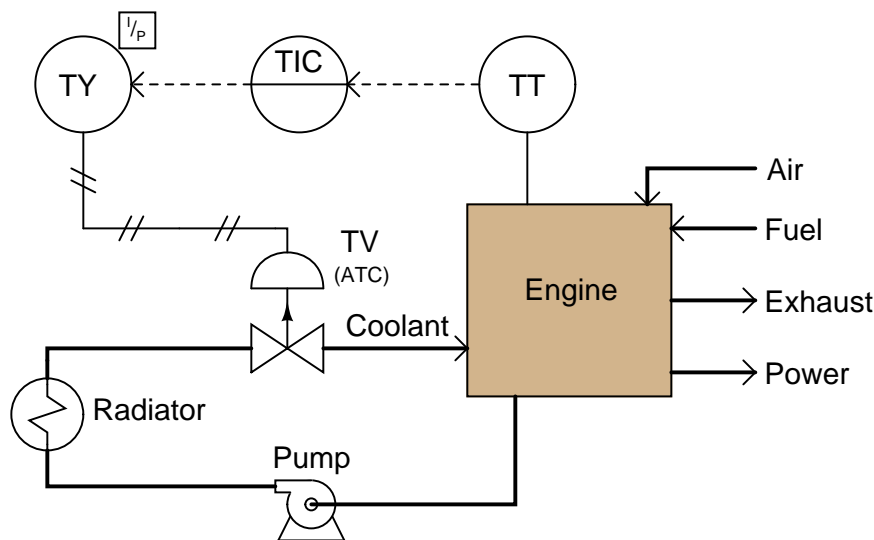 I/P
TY
TIC
TT
Air
Fuel
TV
(ATC)
Engine
Exhaust
Coolant
Power
Radiator
Pump